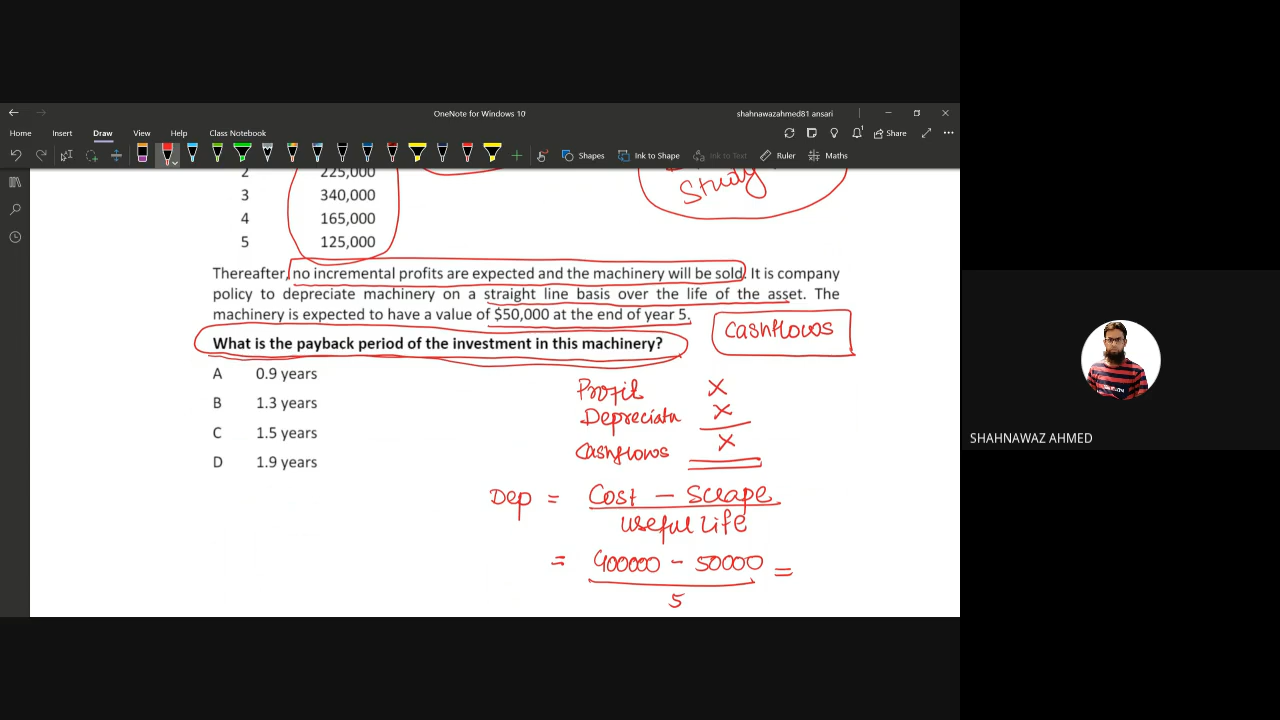 OneNote for Windows 10
shahnawazahmed81 ansari
Home Insert Draw View Help Class Notebook
Share
Shapes Ink to Shape Ink to Text Ruler Maths
2 225,000
Study
3 340,000
4 165,000
5 125,000
Thereafter, no incremental profits are expected and the machinery will be sold. It is company
policy to depreciate machinery on a straight line basis over the life of the asset. The
machinery is expected to have a value of $50,000 at the end of year 5.
Cashflows
What is the payback period of the investment in this machinery?
A 0.9 years
B 1.3 years
C 1.5 years
D 1.9 years
Profit X
Depreciatn X
Cashflows X
Dep = Cost - Scrape
useful life
= 400000 - 50000 =
5
SHAHNAWAZ AHMED